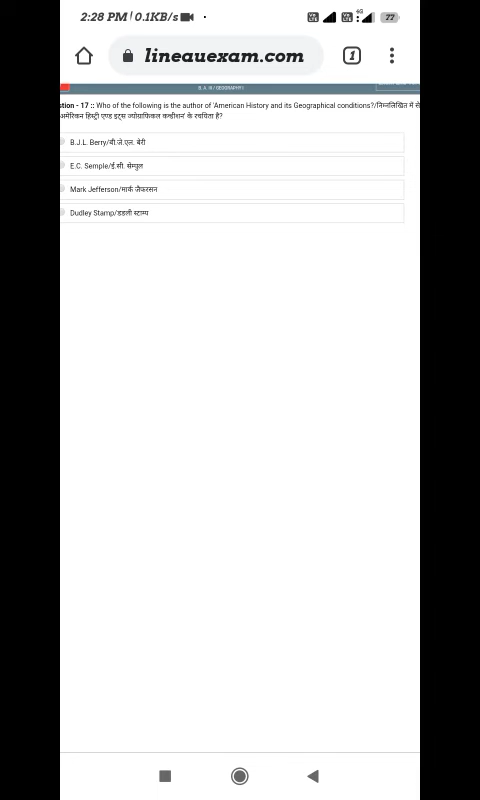 2:28 PM | 0.1KB/s
4G
77
lineauexam.com
1
B. A. III / GEOGRAPHY I
stion - 17 :: Who of the following is the author of 'American History and its Geographical conditions?/निम्नलिखित में से
अमेरिकन हिस्ट्री एण्ड इट्स ज्योग्राफिकल कन्डीशन' के रचयिता है?
B.J.L. Berry/बी.जे.एल. बेरी
E.C. Semple/ई.सी. सेम्पुल
Mark Jefferson/मार्क जैफरसन
Dudley Stamp/डडली स्टाम्प